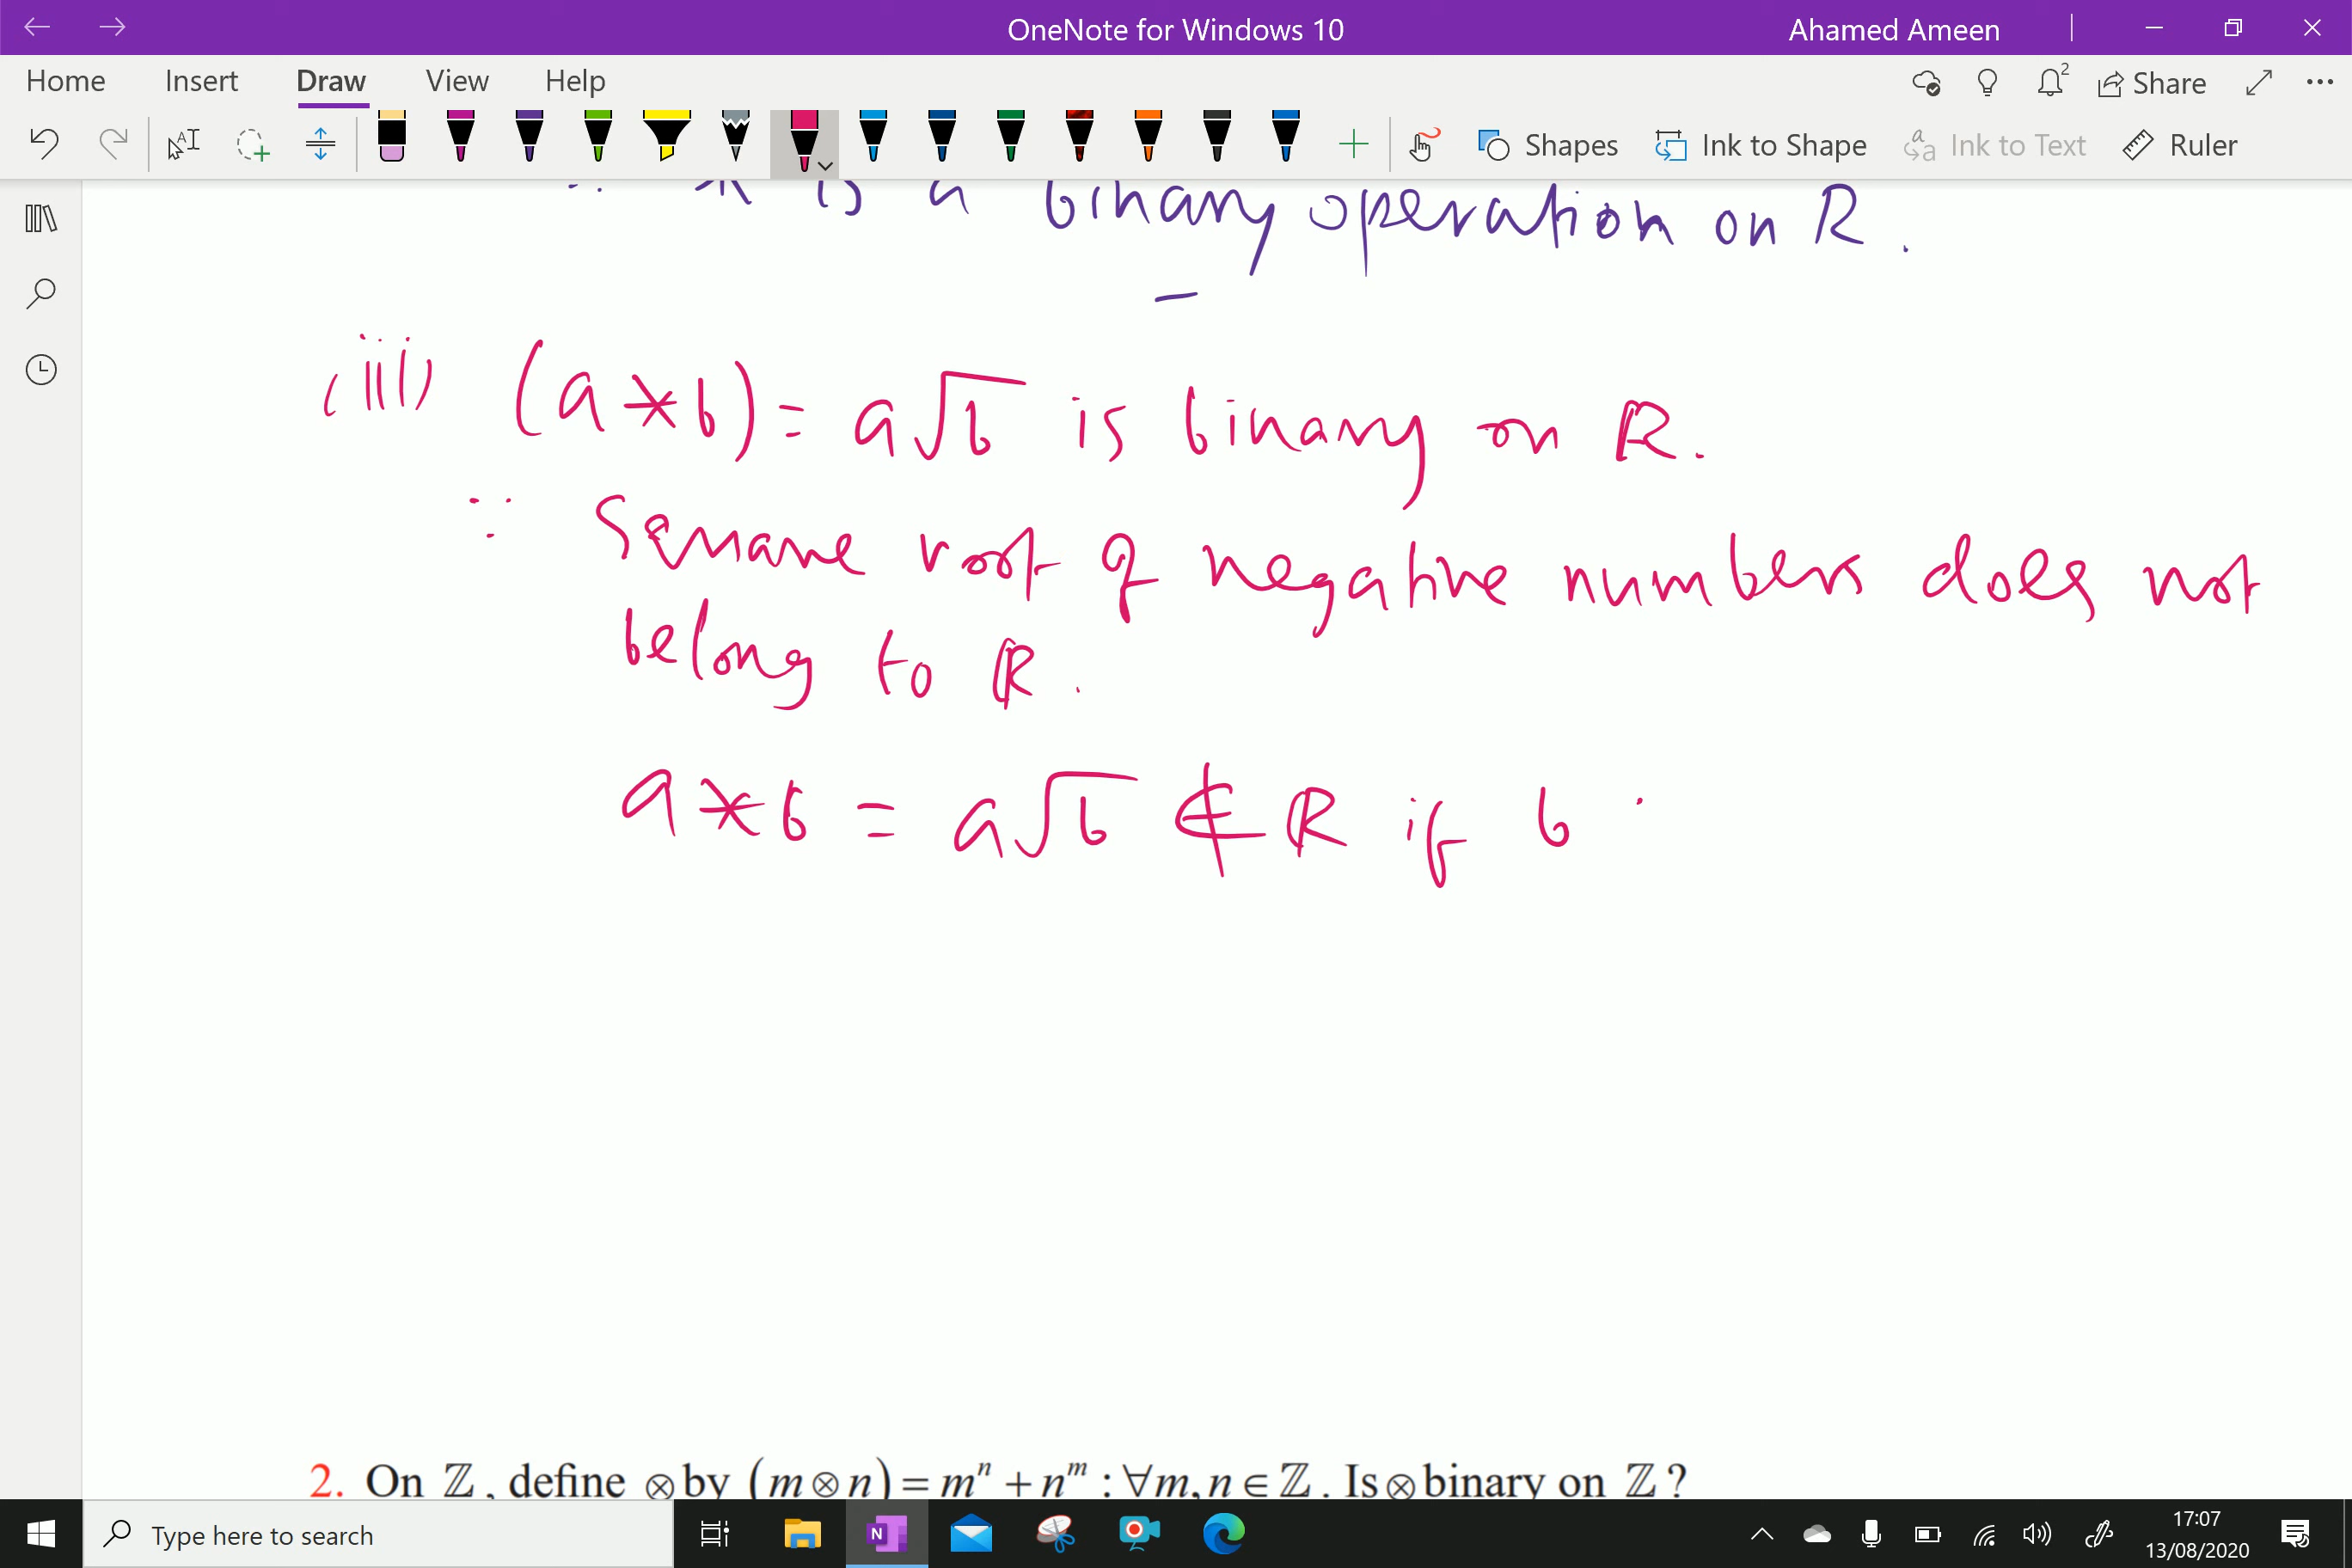 OneNote for Windows 10
Ahamed Ameen
Home Insert Draw View Help
2
Share
Shapes Ink to Shape Ink to Text Ruler
∵ * is a binary operation on R.
(iii) (a*b) = a√b is binary on ℝ.
∵ Square root of negative numbers does not
belong to ℝ.
a*b = a√b ∉ ℝ if b
2. On ℤ, define ⊗ by (m ⊗ n) = mⁿ + nᵐ : ∀m, n ∈ ℤ. Is ⊗ binary on ℤ?
Type here to search
17:07
13/08/2020